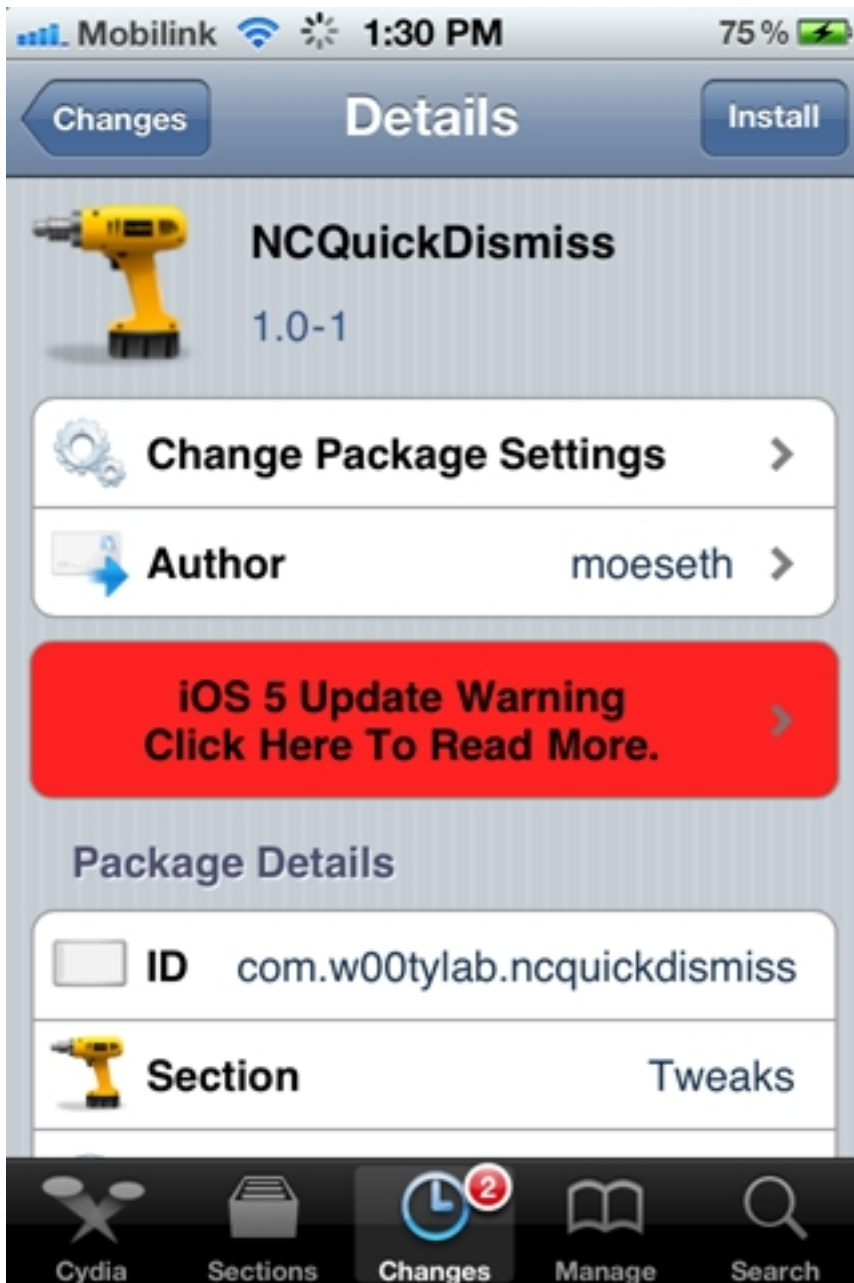 Mobilink 1:30 PM 75%
Changes Details Install
NCQuickDismiss
1.0-1
Change Package Settings
Author moeseth
iOS 5 Update Warning
Click Here To Read More.
Package Details
ID com.w00tylab.ncquickdismiss
Section Tweaks
2
Cydia Sections Changes Manage Search